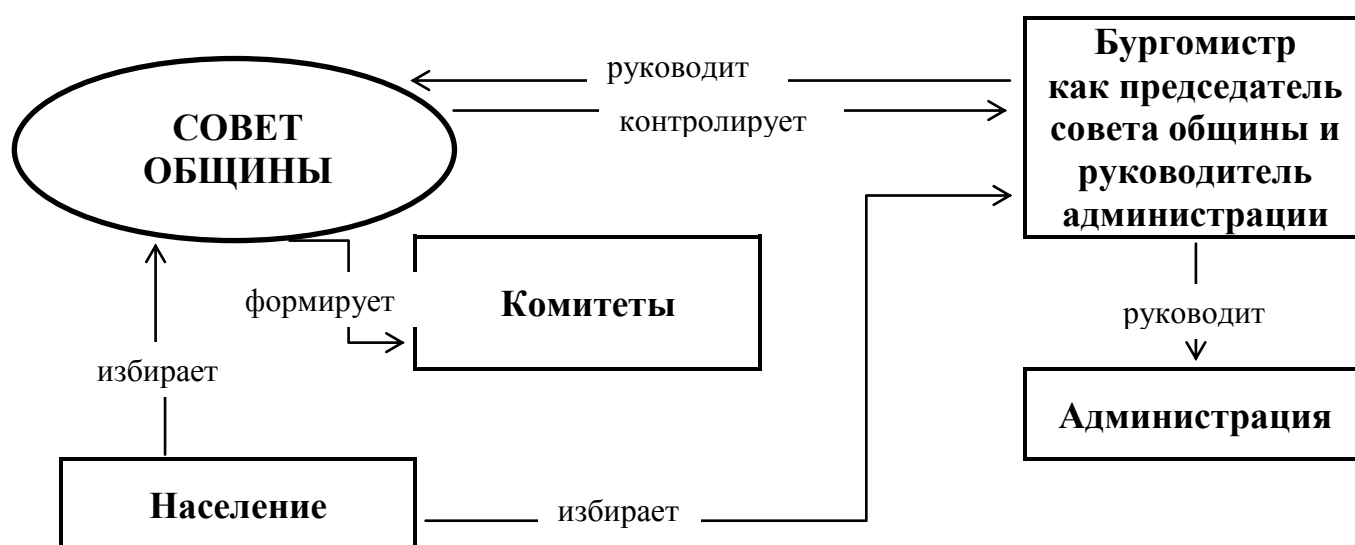 руководит
контролирует
СОВЕТ
ОБЩИНЫ
Бургомистр
как председатель
совета общины и
руководитель
администрации
формирует
Комитеты
руководит
избирает
Администрация
Население
избирает